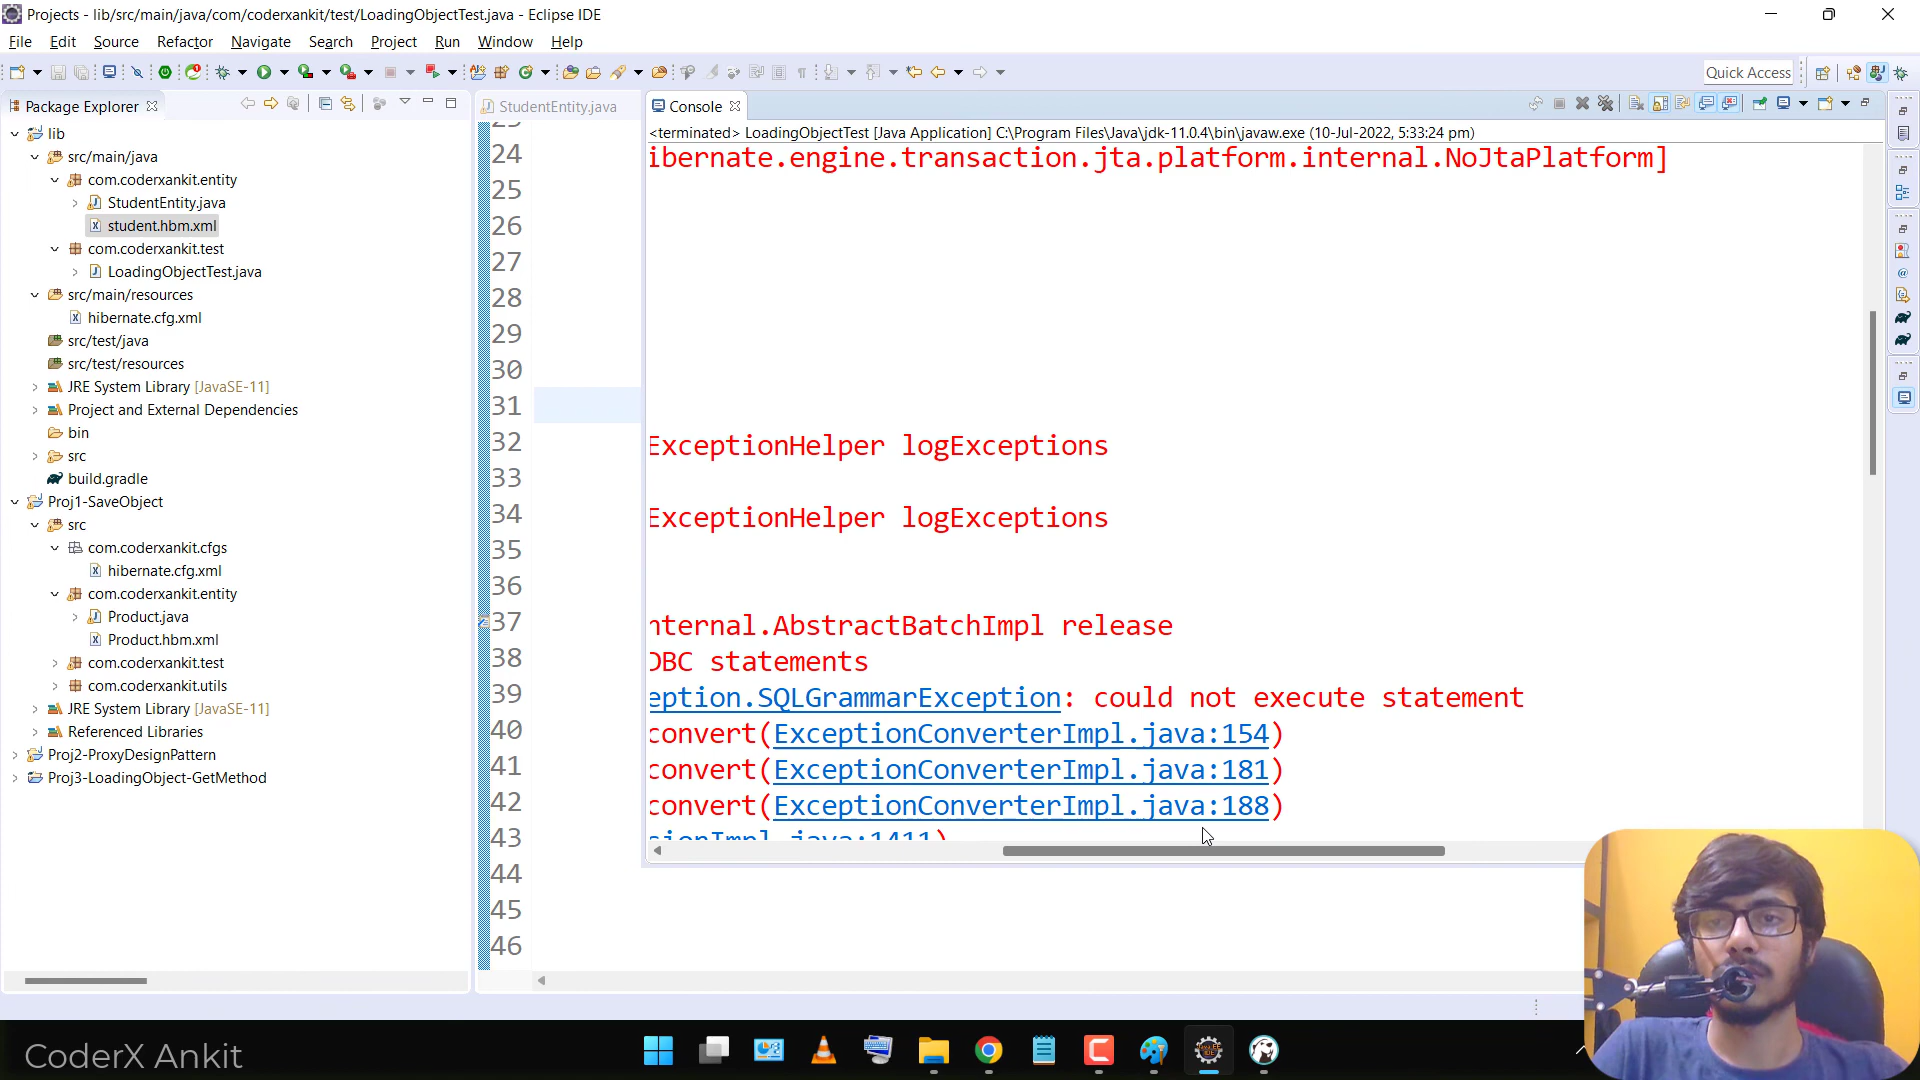 Projects - lib/src/main/java/com/coderxankit/test/LoadingObjectTest.java - Eclipse IDE
File Edit Source Refactor Navigate Search Project Run Window Help
Quick Access
Package Explorer
lib
src/main/java
com.coderxankit.entity
StudentEntity.java
student.hbm.xml
com.coderxankit.test
LoadingObjectTest.java
src/main/resources
hibernate.cfg.xml
src/test/java
src/test/resources
JRE System Library [JavaSE-11]
Project and External Dependencies
bin
src
build.gradle
Proj1-SaveObject
src
com.coderxankit.cfgs
hibernate.cfg.xml
com.coderxankit.entity
Product.java
Product.hbm.xml
com.coderxankit.test
com.coderxankit.utils
JRE System Library [JavaSE-11]
Referenced Libraries
Proj2-ProxyDesignPattern
Proj3-LoadingObject-GetMethod
StudentEntity.java
24
25
26
27
28
29
30
31
32
33
34
35
36
37
38
39
40
41
42
43
44
45
46
Console
<terminated> LoadingObjectTest [Java Application] C:\Program Files\Java\jdk-11.0.4\bin\javaw.exe (10-Jul-2022, 5:33:24 pm)
ibernate.engine.transaction.jta.platform.internal.NoJtaPlatform]
ExceptionHelper logExceptions
ExceptionHelper logExceptions
nternal.AbstractBatchImpl release
DBC statements
eption.SQLGrammarException: could not execute statement
convert(ExceptionConverterImpl.java:154)
convert(ExceptionConverterImpl.java:181)
convert(ExceptionConverterImpl.java:188)
sionImpl.java:1411)
CoderX Ankit